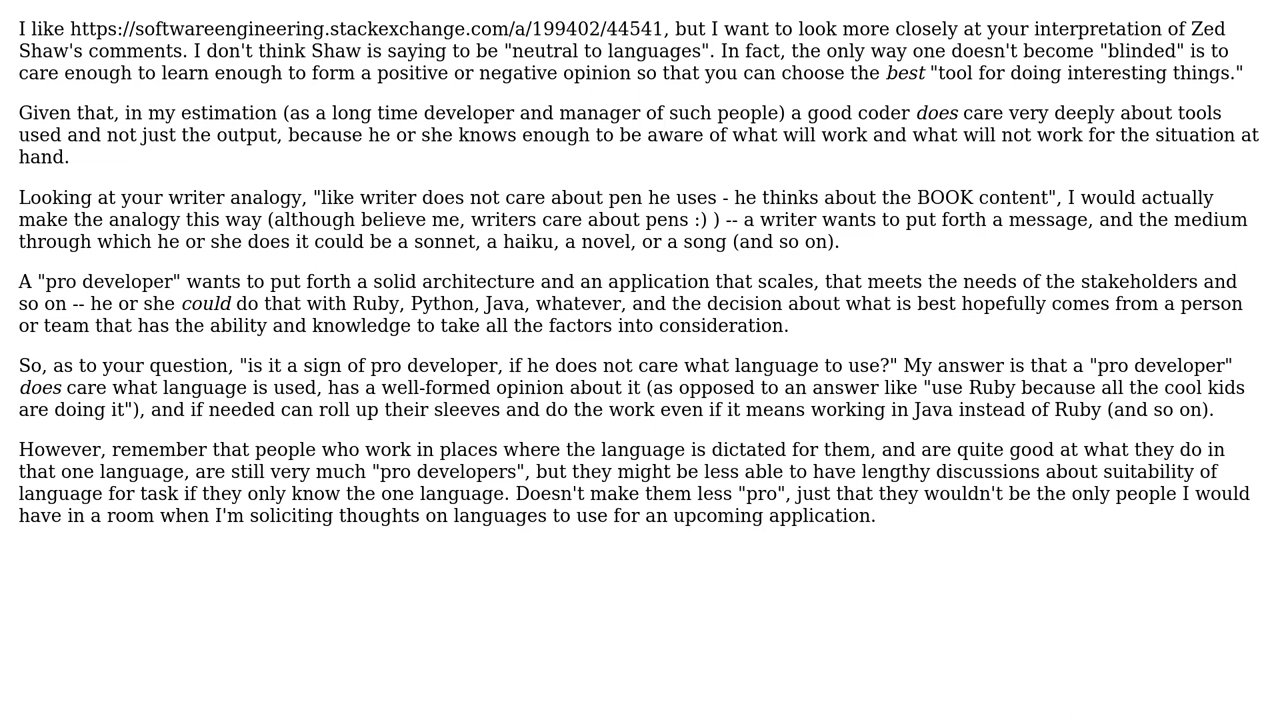 I like https://softwareengineering.stackexchange.com/a/199402/44541, but I want to look more closely at your interpretation of Zed
Shaw's comments. I don't think Shaw is saying to be "neutral to languages". In fact, the only way one doesn't become "blinded" is to
care enough to learn enough to form a positive or negative opinion so that you can choose the best "tool for doing interesting things."
Given that, in my estimation (as a long time developer and manager of such people) a good coder does care very deeply about tools
used and not just the output, because he or she knows enough to be aware of what will work and what will not work for the situation at
hand.
Looking at your writer analogy, "like writer does not care about pen he uses - he thinks about the BOOK content", I would actually
make the analogy this way (although believe me, writers care about pens :) ) -- a writer wants to put forth a message, and the medium
through which he or she does it could be a sonnet, a haiku, a novel, or a song (and so on).
A "pro developer" wants to put forth a solid architecture and an application that scales, that meets the needs of the stakeholders and
so on -- he or she could do that with Ruby, Python, Java, whatever, and the decision about what is best hopefully comes from a person
or team that has the ability and knowledge to take all the factors into consideration.
So, as to your question, "is it a sign of pro developer, if he does not care what language to use?" My answer is that a "pro developer"
does care what language is used, has a well-formed opinion about it (as opposed to an answer like "use Ruby because all the cool kids
are doing it"), and if needed can roll up their sleeves and do the work even if it means working in Java instead of Ruby (and so on).
However, remember that people who work in places where the language is dictated for them, and are quite good at what they do in
that one language, are still very much "pro developers", but they might be less able to have lengthy discussions about suitability of
language for task if they only know the one language. Doesn't make them less "pro", just that they wouldn't be the only people I would
have in a room when I'm soliciting thoughts on languages to use for an upcoming application.